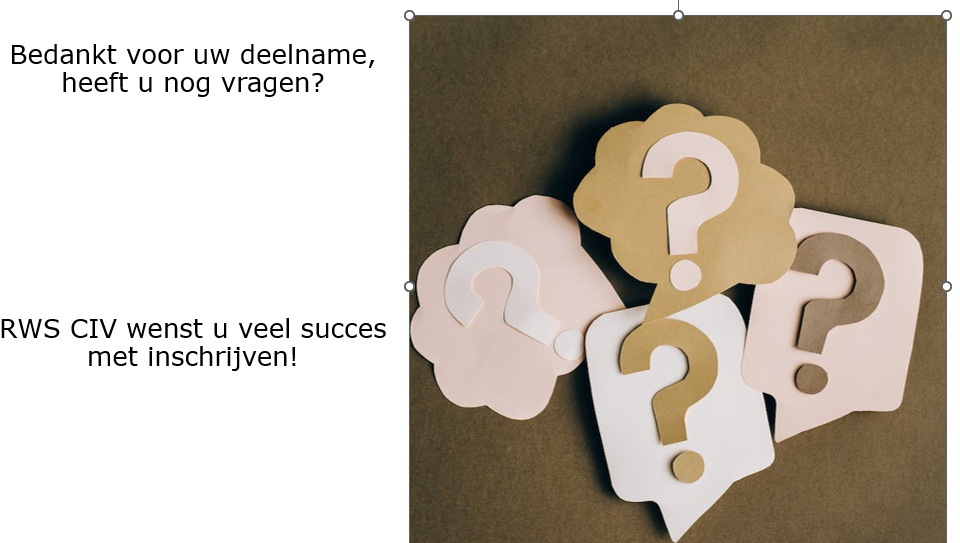 Bedankt voor uw deelname,
heeft u nog vragen?
RWS CIV wenst u veel succes
met inschrijven!
? ? ? ?